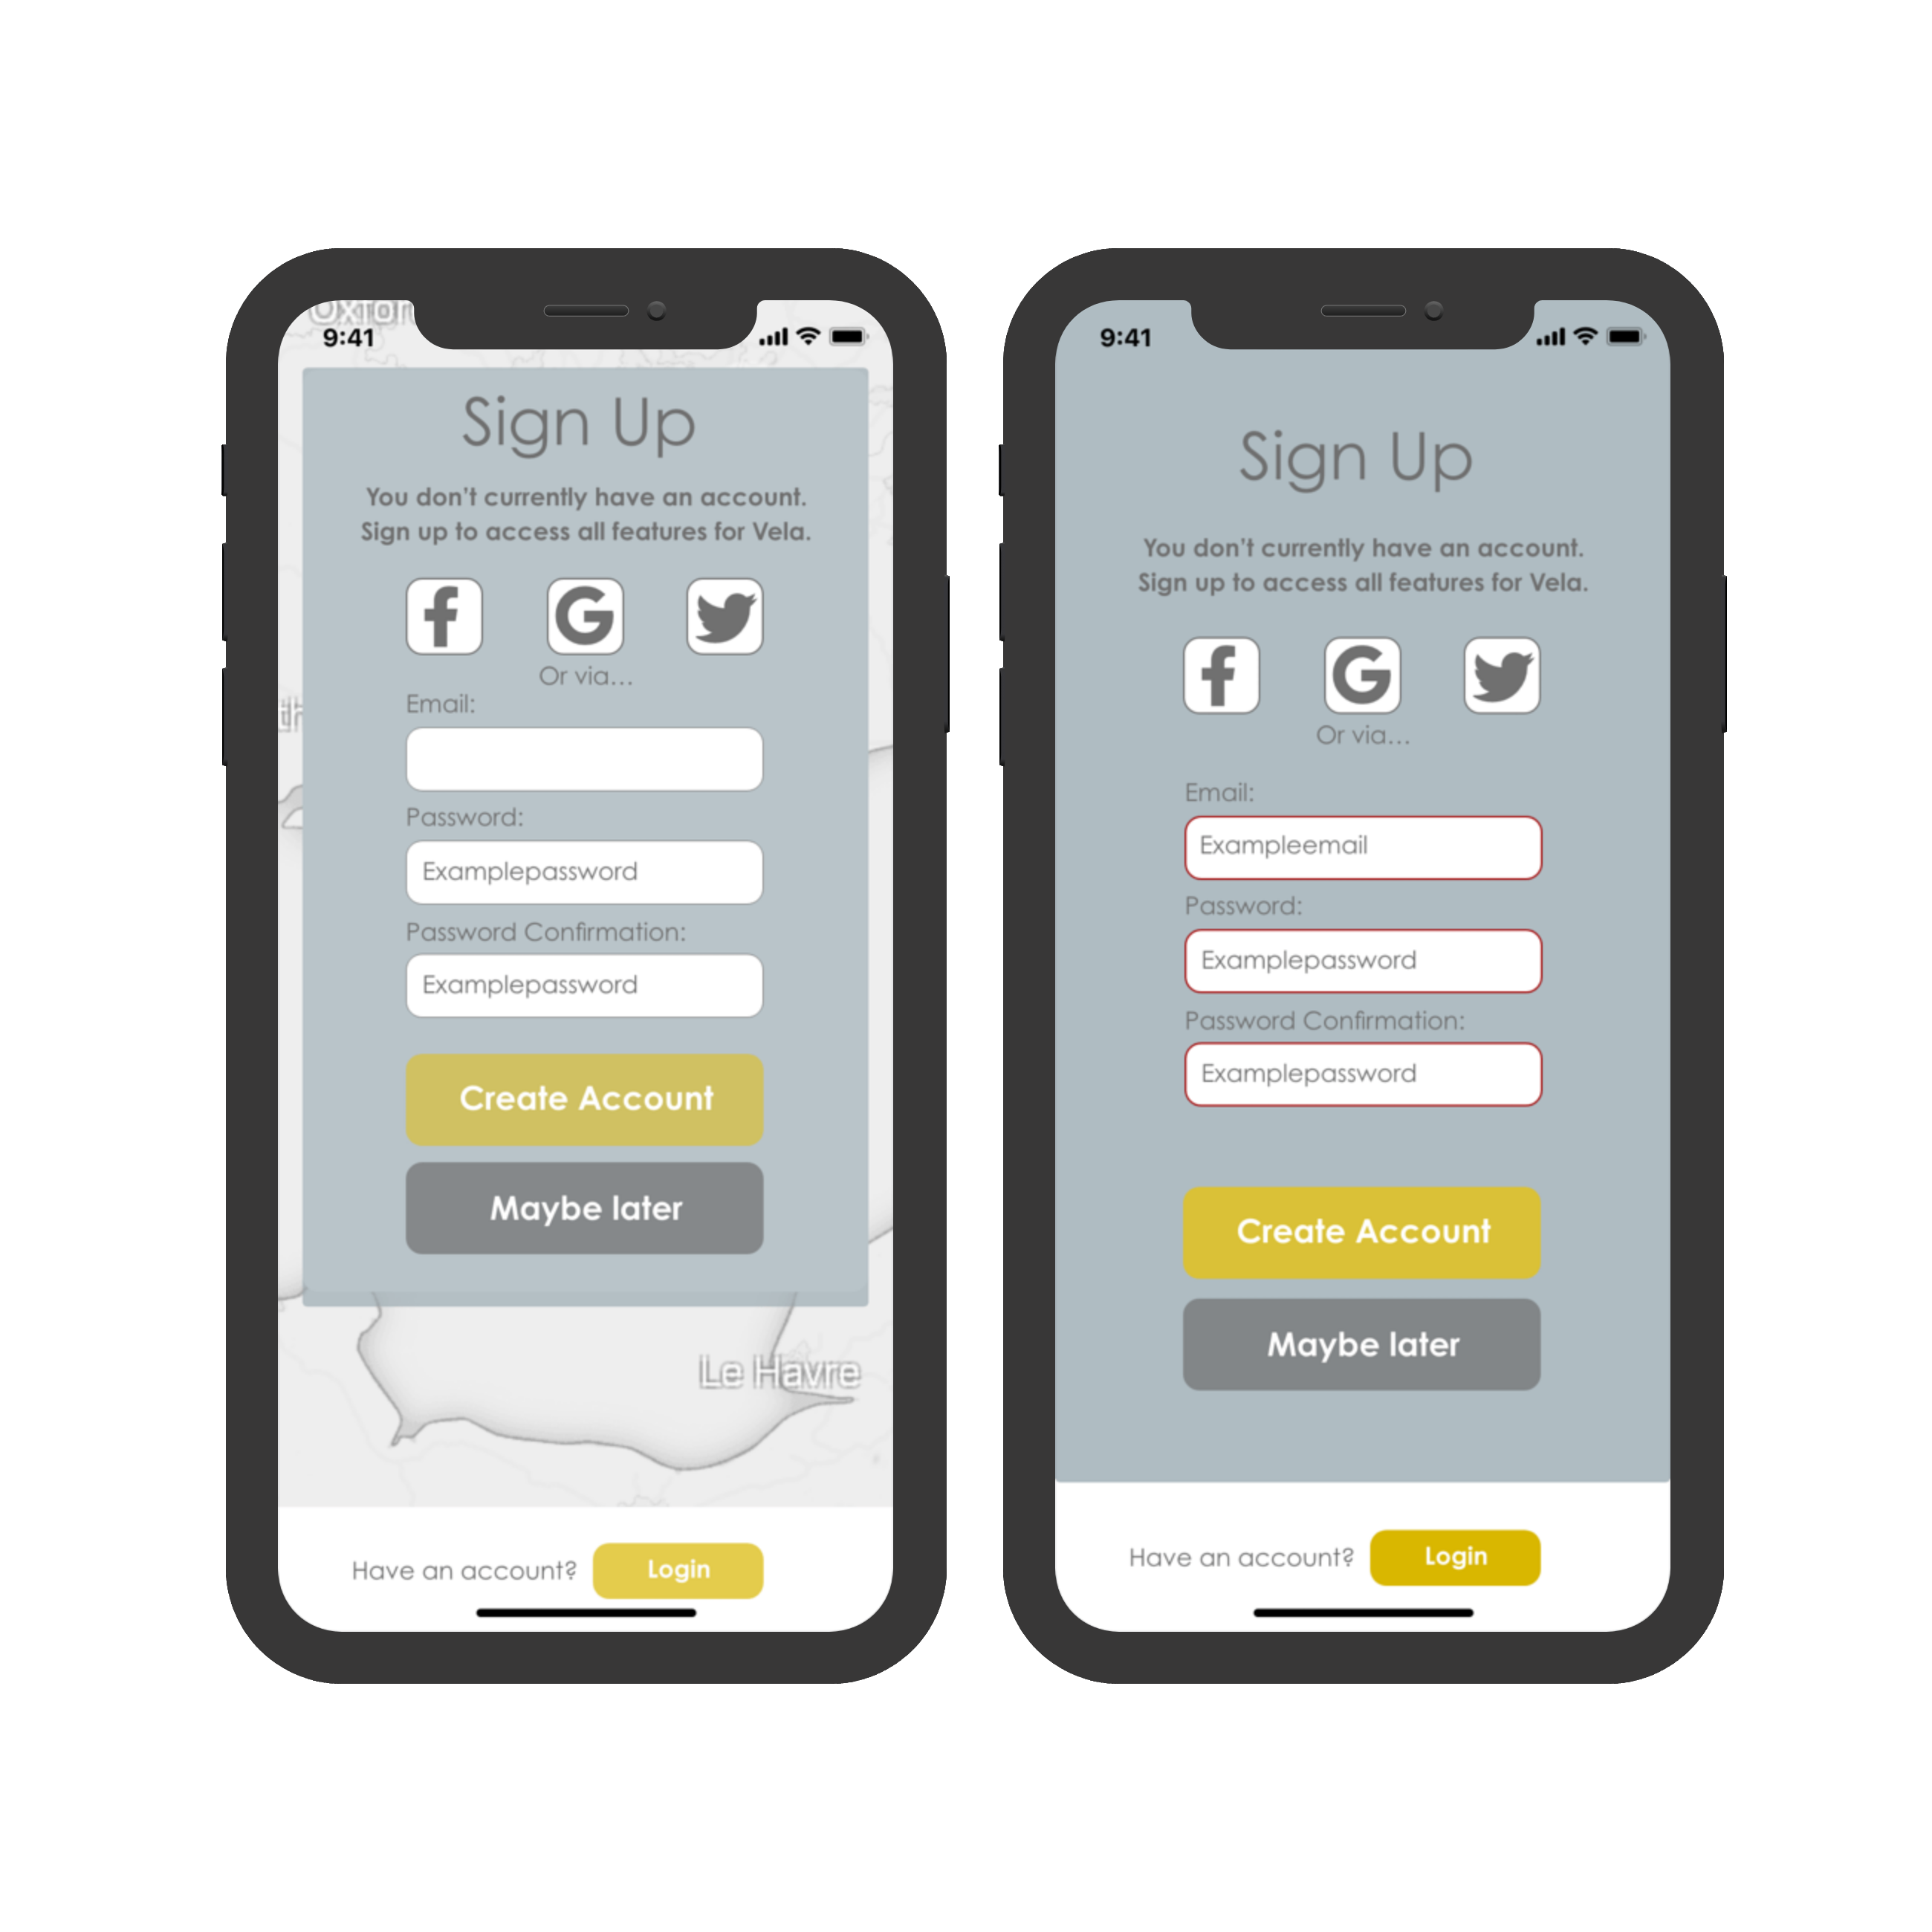 Oxfor
9:41
Sign Up
You don't currently have an account.
Sign up to access all features for Vela.
Or via...
Email:
Password:
Examplepassword
Password Confirmation:
Examplepassword
Create Account
Maybe later
th
Le Havre
Have an account?
Login
9:41
Sign Up
You don't currently have an account.
Sign up to access all features for Vela.
Or via...
Email:
Exampleemail
Password:
Examplepassword
Password Confirmation:
Examplepassword
Create Account
Maybe later
Have an account?
Login